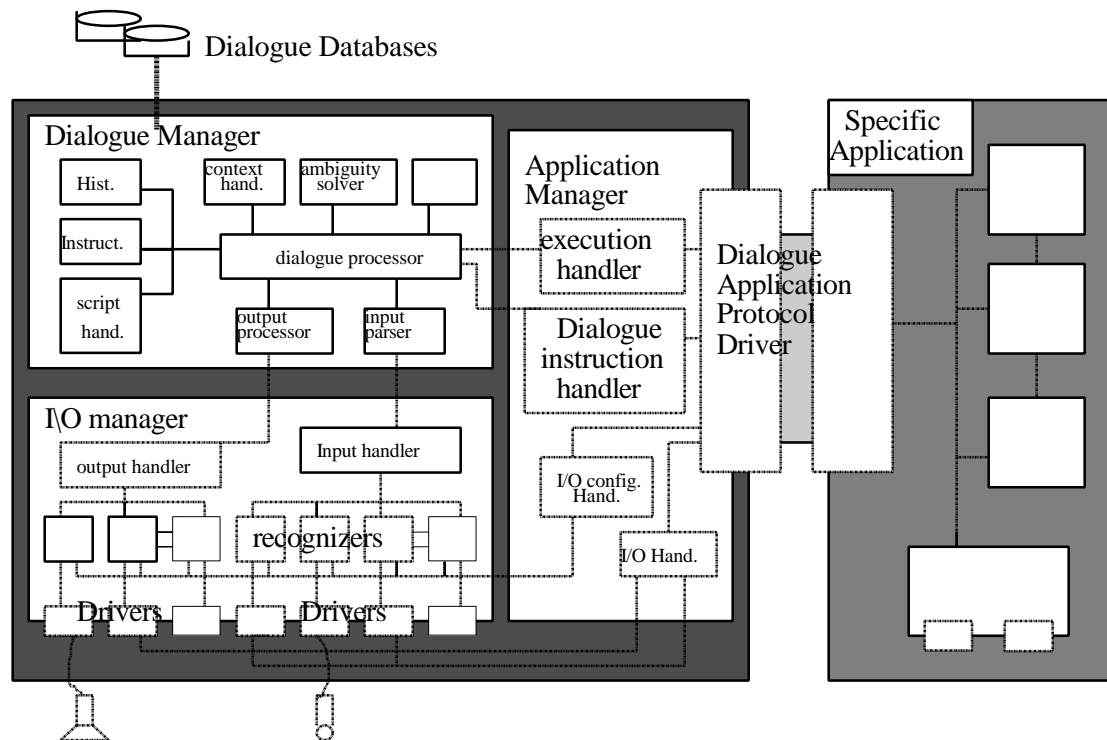 Dialogue Databases
Dialogue Manager
Hist.
context
hand.
ambiguity
solver
Instruct.
dialogue processor
script
hand.
output
processor
input
parser
Application
Manager
execution
handler
Dialogue
instruction
handler
Dialogue
Application
Protocol
Driver
Specific
Application
I\O manager
output handler
Input handler
recognizers
I/O config.
Hand.
I/O Hand.
Drivers
Drivers